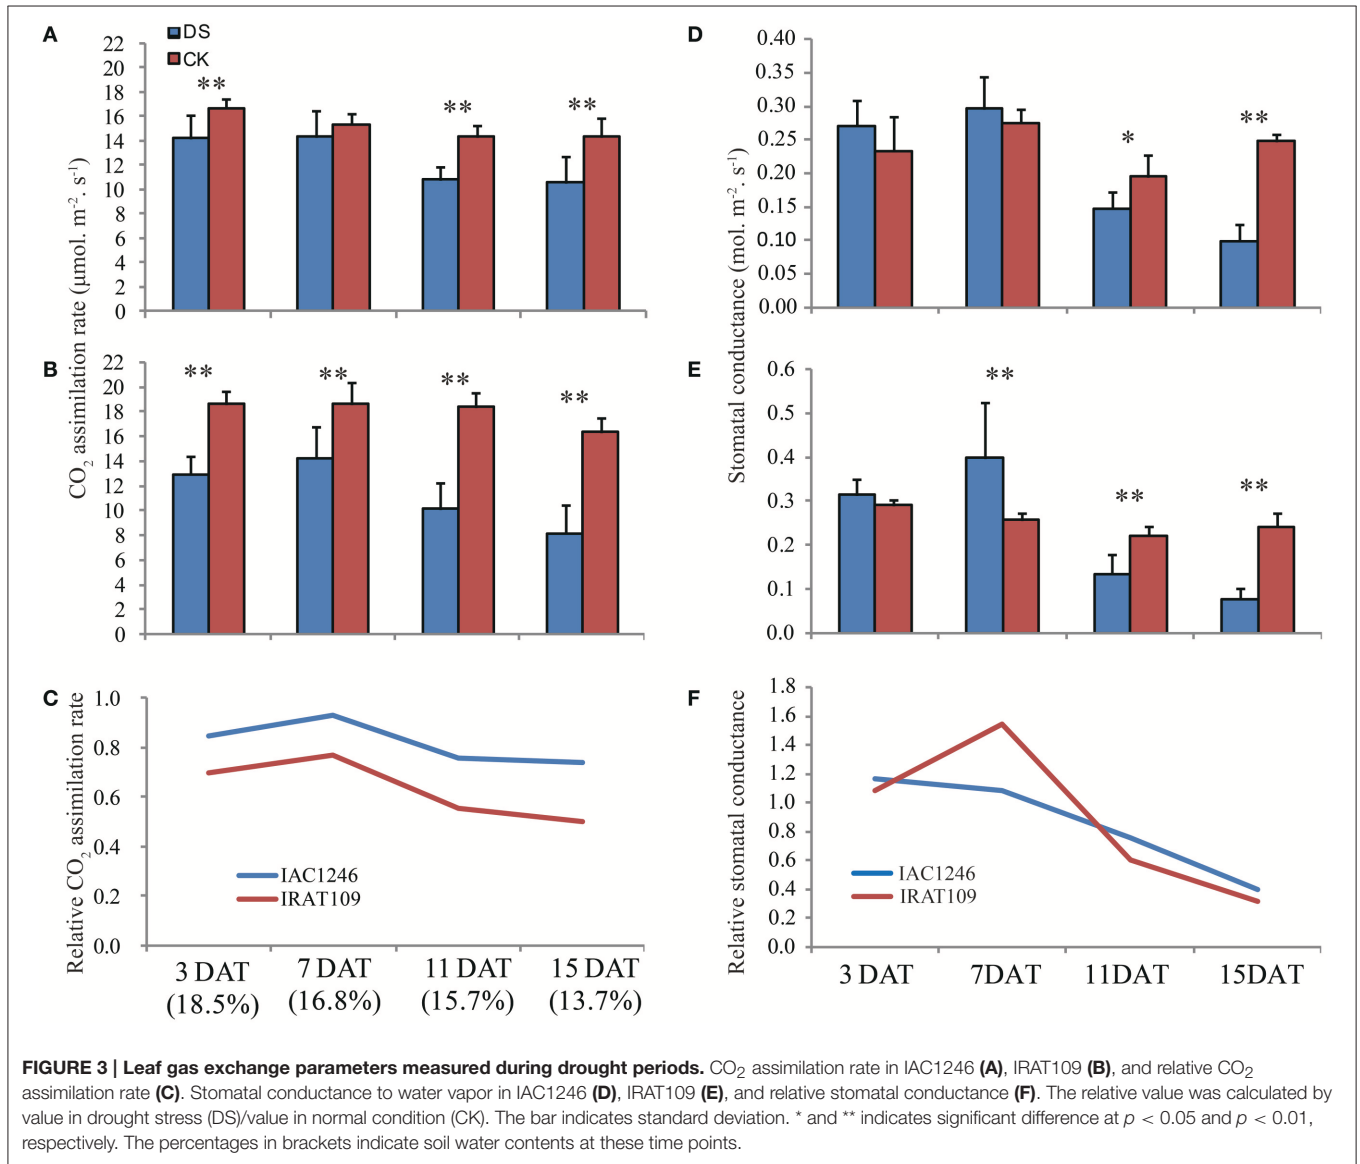 A
DS
CK
CO2 assimilation rate (µmol. m-2. s-1)
22
20
18
16
14
12
10
8
6
4
2
0
**
**
**
D
Stomatal conductance (mol. m-2. s-1)
0.40
0.35
0.30
0.25
0.20
0.15
0.10
0.05
0.00
*
**
B
22
20
18
16
14
12
10
8
6
4
2
0
**
**
**
**
E
0.6
0.5
0.4
0.3
0.2
0.1
0.0
**
**
**
C
Relative CO2 assimilation rate
1.0
0.8
0.6
0.4
0.2
0.0
IAC1246
IRAT109
3 DAT 7 DAT 11 DAT 15 DAT
(18.5%) (16.8%) (15.7%) (13.7%)
F
Relative stomatal conductance
1.8
1.6
1.4
1.2
1.0
0.8
0.6
0.4
0.2
0.0
IAC1246
IRAT109
3 DAT 7DAT 11DAT 15DAT
FIGURE 3 | Leaf gas exchange parameters measured during drought periods. CO2 assimilation rate in IAC1246 (A), IRAT109 (B), and relative CO2
assimilation rate (C). Stomatal conductance to water vapor in IAC1246 (D), IRAT109 (E), and relative stomatal conductance (F). The relative value was calculated by
value in drought stress (DS)/value in normal condition (CK). The bar indicates standard deviation. * and ** indicates significant difference at p < 0.05 and p < 0.01,
respectively. The percentages in brackets indicate soil water contents at these time points.